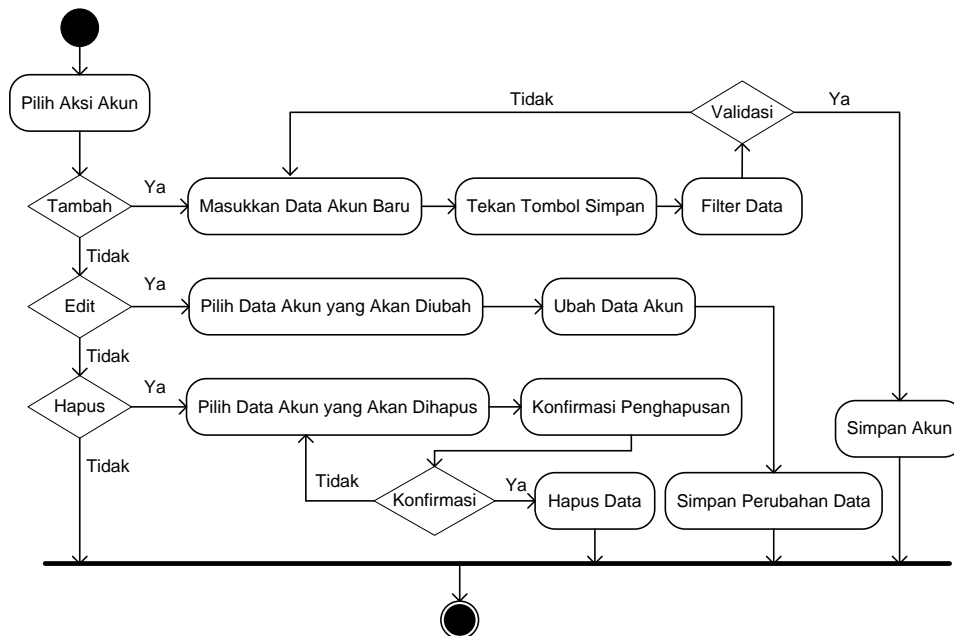 Pilih Aksi Akun
Tidak
Validasi
Ya
Tambah
Ya
Masukkan Data Akun Baru
Tekan Tombol Simpan
Filter Data
Tidak
Edit
Ya
Pilih Data Akun yang Akan Diubah
Ubah Data Akun
Tidak
Hapus
Ya
Pilih Data Akun yang Akan Dihapus
Konfirmasi Penghapusan
Simpan Akun
Tidak
Tidak
Konfirmasi
Ya
Hapus Data
Simpan Perubahan Data